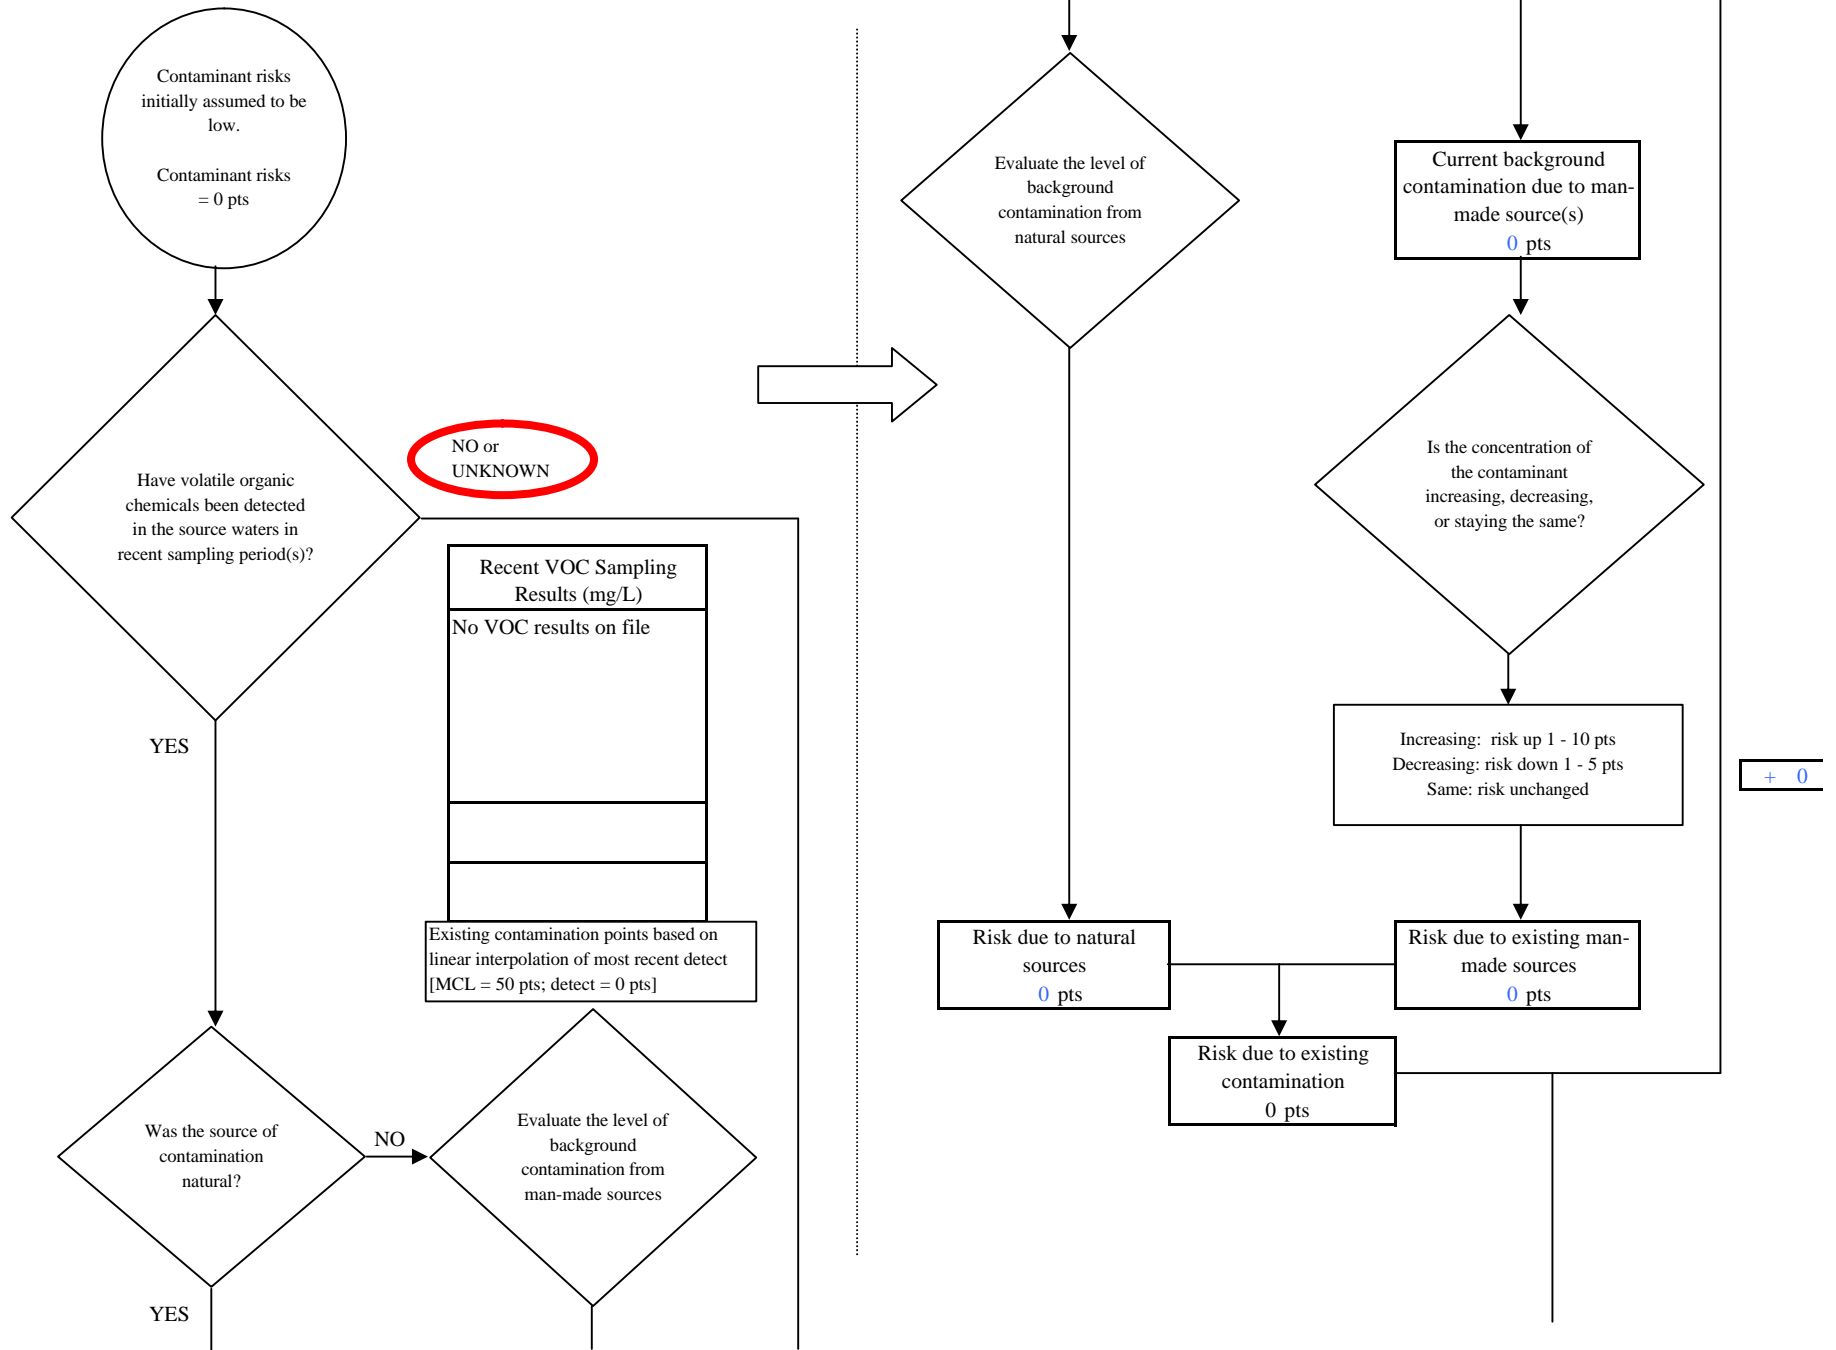 Contaminant risks
initially assumed to be
low.
Contaminant risks
= 0 pts
Have volatile organic
chemicals been detected
in the source waters in
recent sampling period(s)?
NO or
UNKNOWN
Recent VOC Sampling
Results (mg/L)
No VOC results on file
YES
Existing contamination points based on
linear interpolation of most recent detect
[MCL = 50 pts; detect = 0 pts]
Was the source of
contamination
natural?
NO
Evaluate the level of
background
contamination from
man-made sources
YES
Evaluate the level of
background
contamination from
natural sources
Current background
contamination due to man-
made source(s)
0 pts
Is the concentration of
the contaminant
increasing, decreasing,
or staying the same?
Increasing: risk up 1 - 10 pts
Decreasing: risk down 1 - 5 pts
Same: risk unchanged
+ 0
Risk due to natural
sources
0 pts
Risk due to existing man-
made sources
0 pts
Risk due to existing
contamination
0 pts